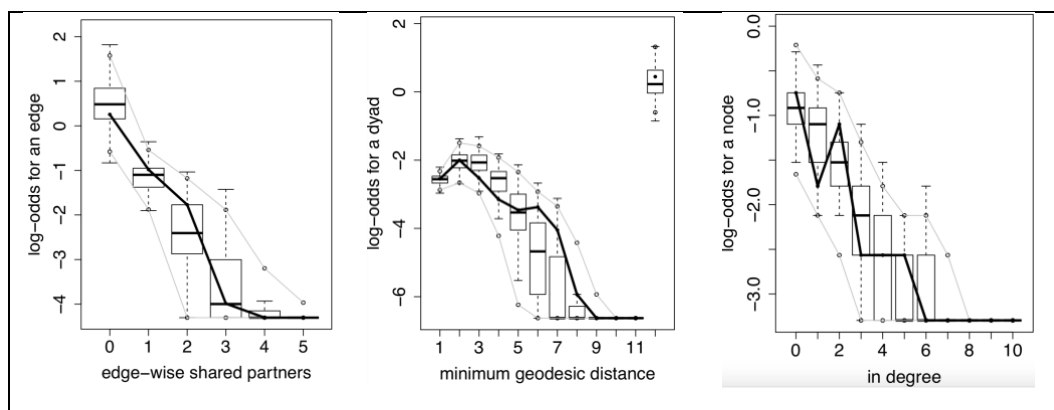 log−odds for an edge
2
1
0
−1
−2
−3
−4
0 1 2 3 4 5
edge−wise shared partners
log−odds for a dyad
2
0
−2
−4
−6
1 3 5 7 9 11
minimum geodesic distance
log−odds for a node
0.0
−1.0
−2.0
−3.0
0 2 4 6 8 10
in degree